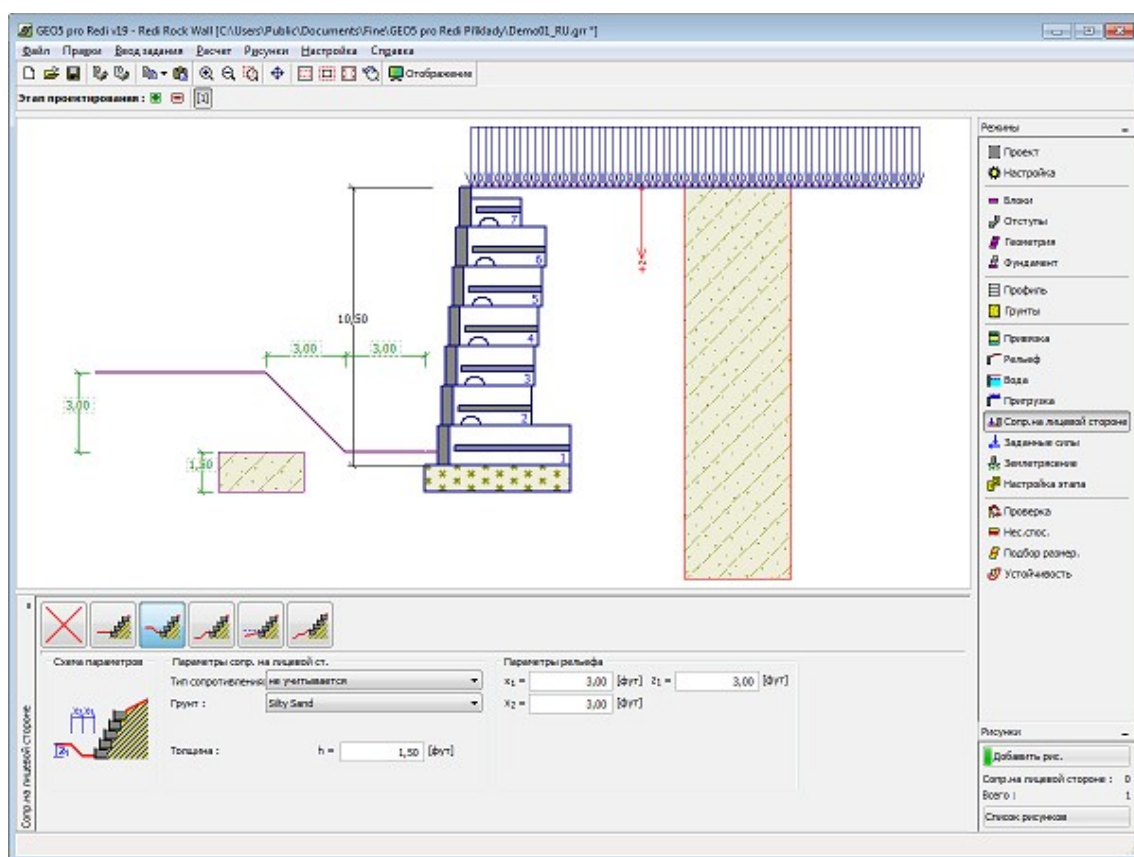 GEO5 pro Redi v19 - Redi Rock Wall [C:\Users\Public\Documents\Fine\GEO5 pro Redi Příklady\Demo01_RU.grr *]
Файл Правка Ввод задания Расчет Рисунки Настройка Справка
Отображение
Этап проектирования : [1]
Режимы
Проект
Настройка
Блоки
Отступы
Геометрия
Фундамент
Профиль
Грунты
Привязка
Рельеф
Вода
Пригрузка
Сопр.на лицевой стороне
Заданные силы
Землетрясение
Настройка этапа
Проверка
Нес.спос.
Подбор размер.
Устойчивость
7
6
5
4
3
2
1
+z
10,50
3,00 3,00
3,00
1,50
Сопр.на лицевой стороне
Схема параметров
Параметры сопр. на лицевой ст.
Тип сопротивления: не учитывается
Грунт : Silty Sand
Толщина : h = 1,50 [фут]
Параметры рельефа
x1 = 3,00 [фут] z1 = 3,00 [фут]
x2 = 3,00 [фут]
Рисунки
Добавить рис.
Сопр.на лицевой стороне : 0
Всего : 1
Список рисунков